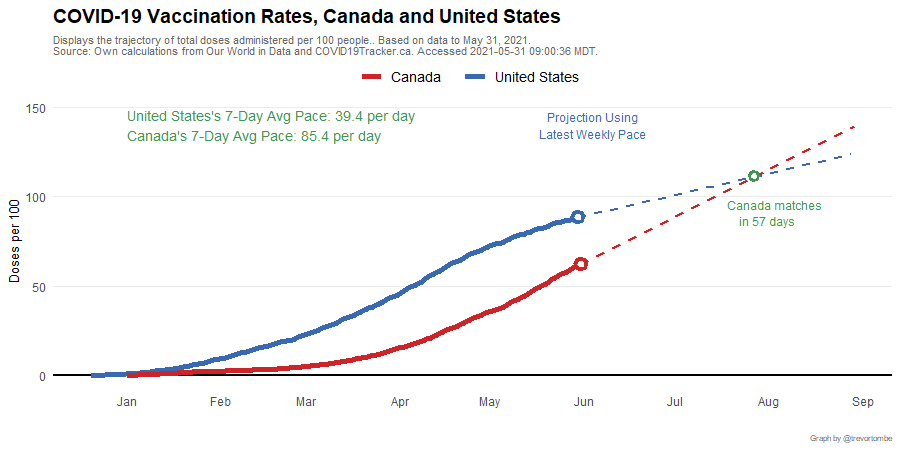 COVID-19 Vaccination Rates, Canada and United States
Displays the trajectory of total doses administered per 100 people.. Based on data to May 31, 2021.
Source: Own calculations from Our World in Data and COVID19Tracker.ca. Accessed 2021-05-31 09:00:36 MDT.
Canada United States
United States's 7-Day Avg Pace: 39.4 per day
Canada's 7-Day Avg Pace: 85.4 per day
Projection Using
Latest Weekly Pace
Canada matches
in 57 days
Doses per 100
150
100
50
0
Jan Feb Mar Apr May Jun Jul Aug Sep
Graph by @trevortombe